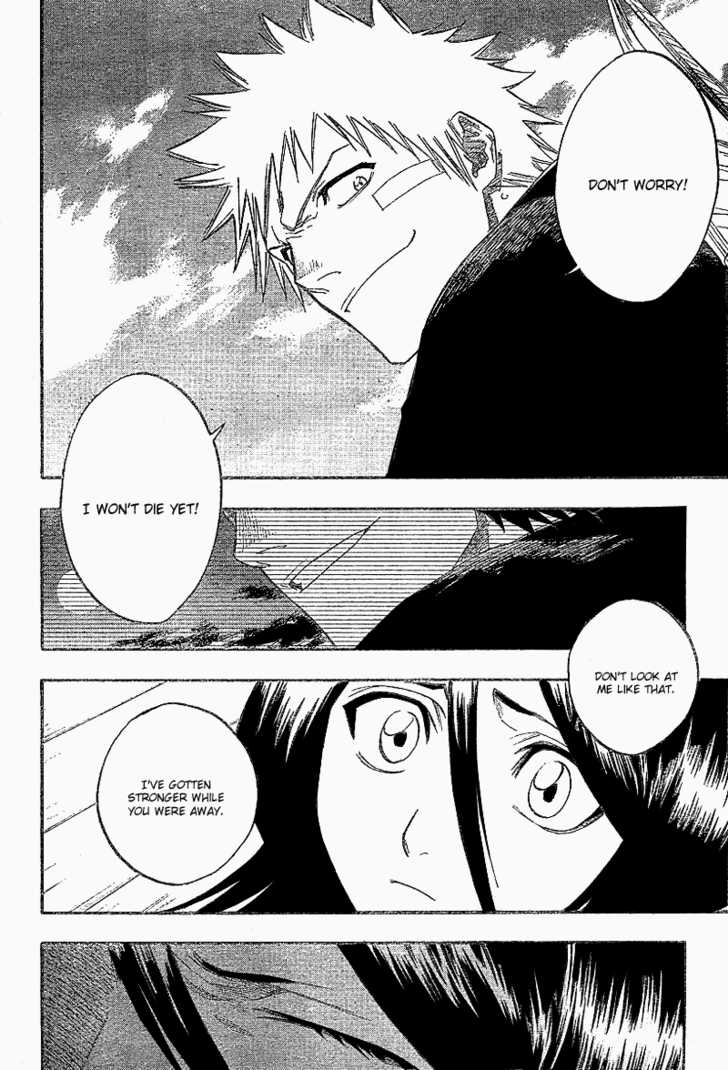 DON'T WORRY!
I WON'T DIE YET!
DON'T LOOK AT
ME LIKE THAT.
I'VE GOTTEN
STRONGER WHILE
YOU WERE AWAY.